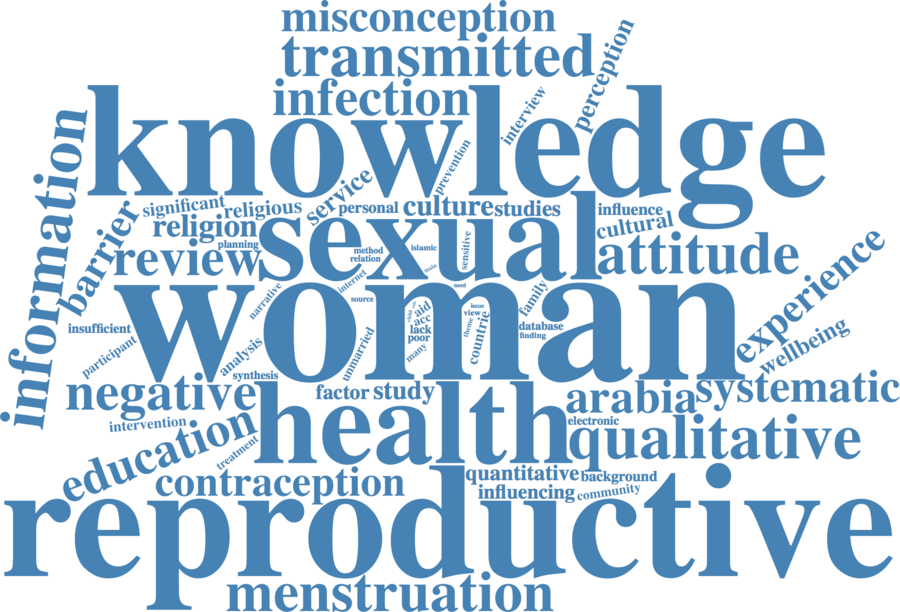 misconception
transmitted
perception
infection
interview
knowledge
information
prevention
service
significant
religious
personal
culture
studies
influence
barrier
religion
cultural
planning
sexual
method
islamic
sensitive
relation
review
attitude
experience
main
internet
need
narrative
woman
source
family
child
aid
issue
view
acc
theme
countrie
insufficient
lack
database
poor
finding
wellbeing
participant
analysis
unmarried
many
synthesis
negative
factor
study
arabia
systematic
health
intervention
electronic
qualitative
education
treatment
contraception
quantitative
background
influencing
community
reproductive
menstruation